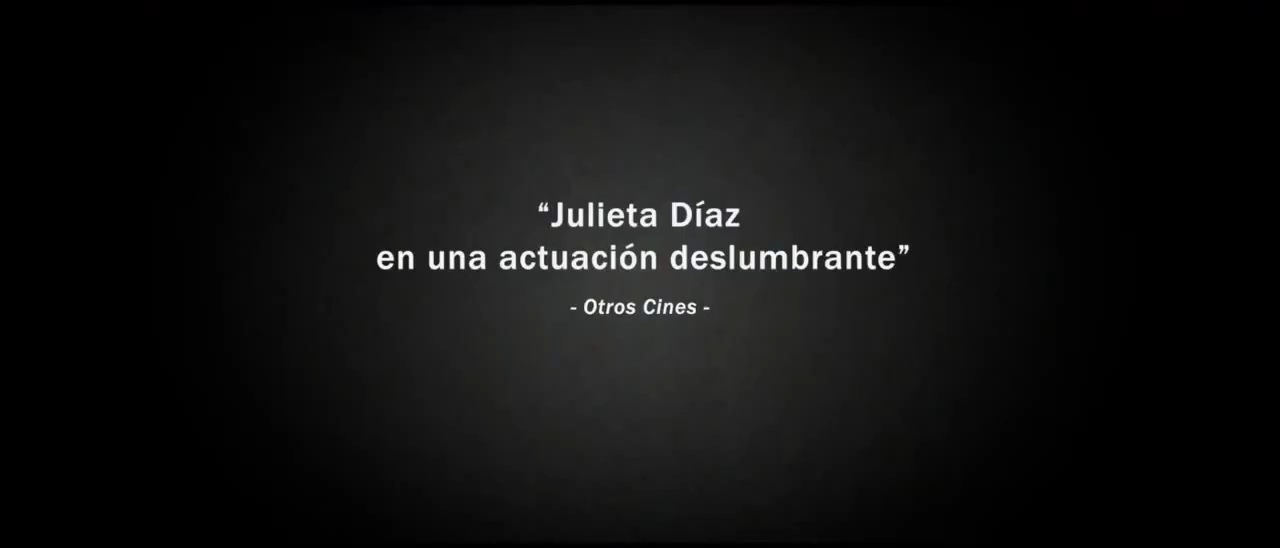 “Julieta Díaz
en una actuación deslumbrante”
- Otros Cines -